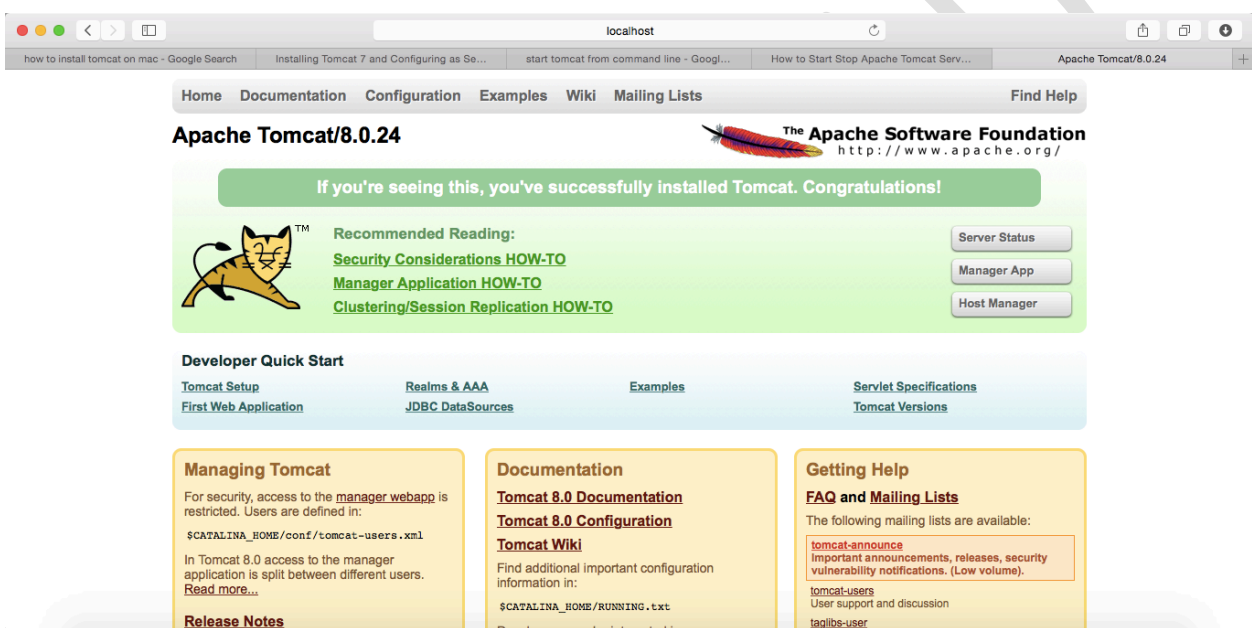 localhost
how to install tomcat on mac - Google Search
Installing Tomcat 7 and Configuring as Se...
start tomcat from command line - Googl...
How to Start Stop Apache Tomcat Serv...
Apache Tomcat/8.0.24
Home Documentation Configuration Examples Wiki Mailing Lists Find Help
Apache Tomcat/8.0.24
The Apache Software Foundation
http://www.apache.org/
If you're seeing this, you've successfully installed Tomcat. Congratulations!
TM
Recommended Reading:
Security Considerations HOW-TO
Manager Application HOW-TO
Clustering/Session Replication HOW-TO
Server Status
Manager App
Host Manager
Developer Quick Start
Tomcat Setup
First Web Application
Realms & AAA
JDBC DataSources
Examples
Servlet Specifications
Tomcat Versions
Managing Tomcat
For security, access to the manager webapp is
restricted. Users are defined in:
$CATALINA_HOME/conf/tomcat-users.xml
In Tomcat 8.0 access to the manager
application is split between different users.
Read more...
Release Notes
Documentation
Tomcat 8.0 Documentation
Tomcat 8.0 Configuration
Tomcat Wiki
Find additional important configuration
information in:
$CATALINA_HOME/RUNNING.txt
Getting Help
FAQ and Mailing Lists
The following mailing lists are available:
tomcat-announce
Important announcements, releases, security
vulnerability notifications. (Low volume).
tomcat-users
User support and discussion
taglibs-user